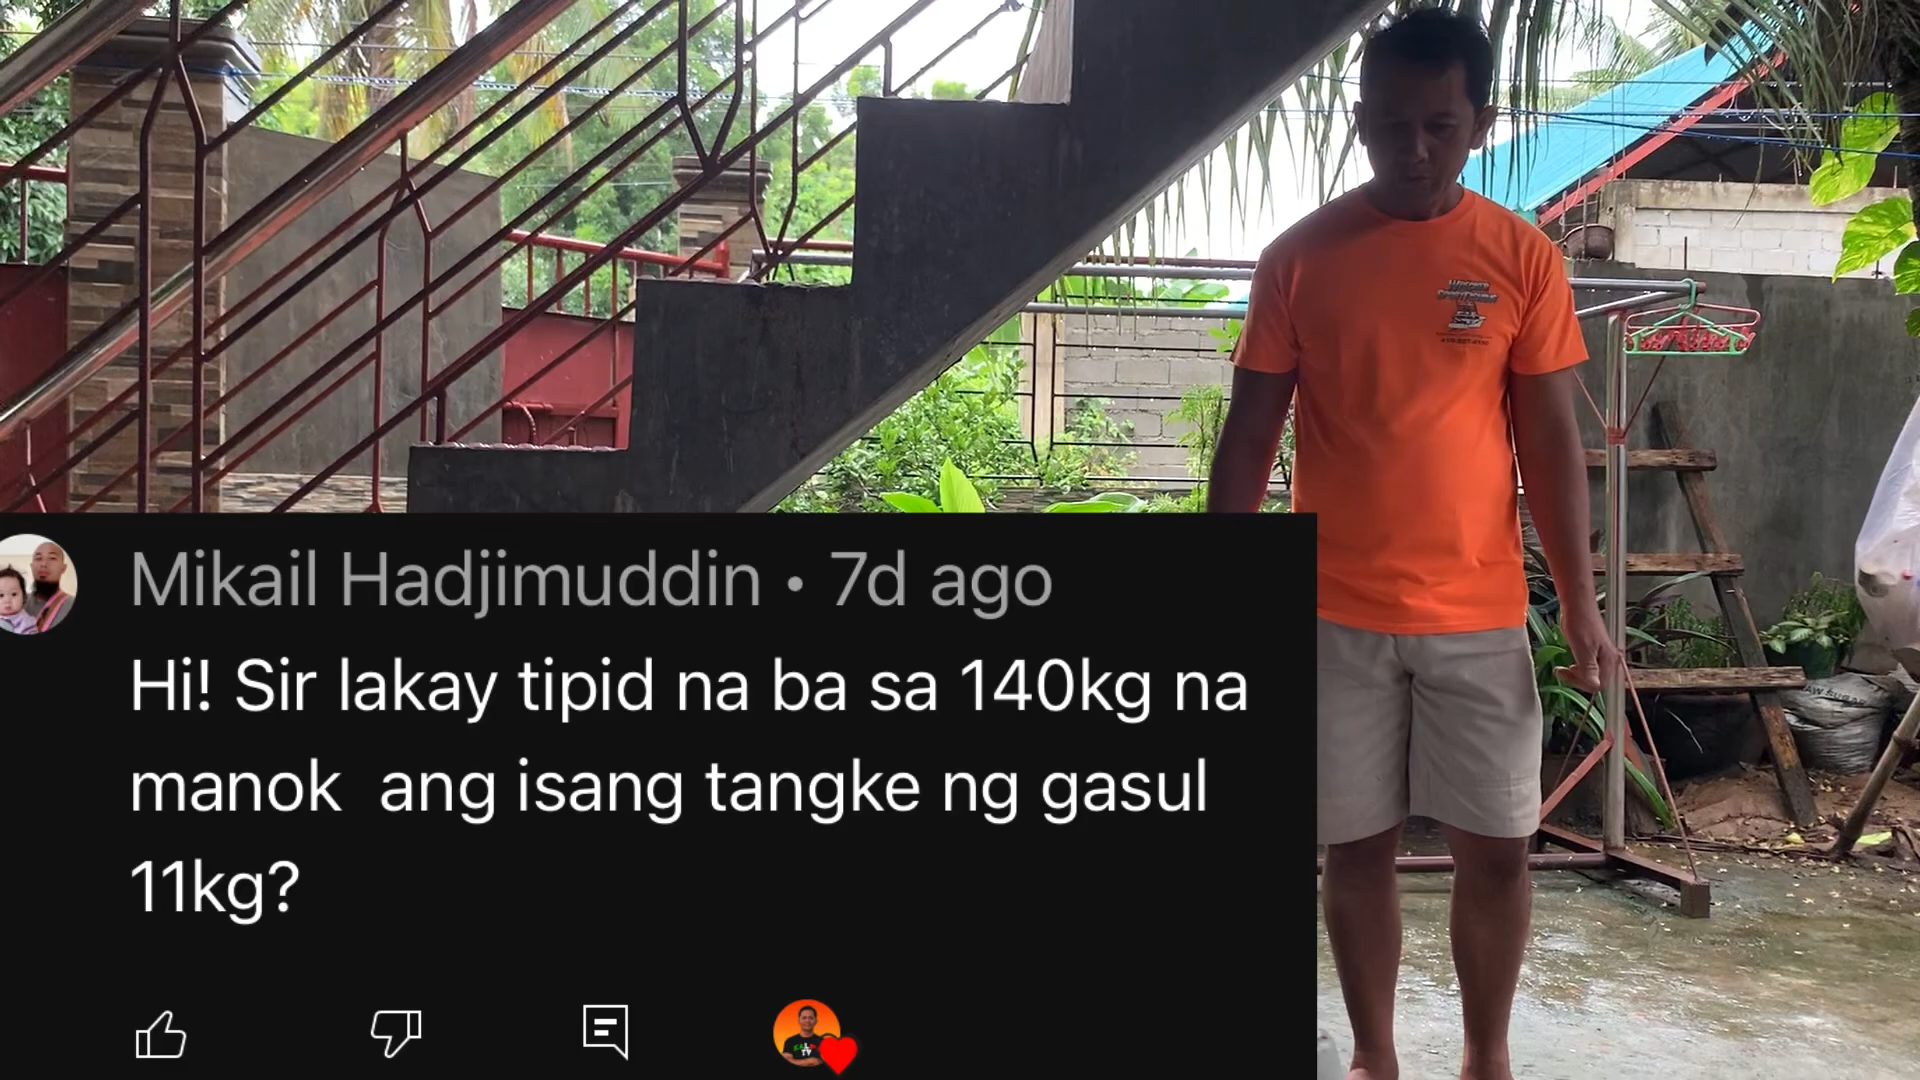 Mikail Hadjimuddin • 7d ago
Hi! Sir lakay tipid na ba sa 140kg na
manok ang isang tangke ng gasul
11kg?